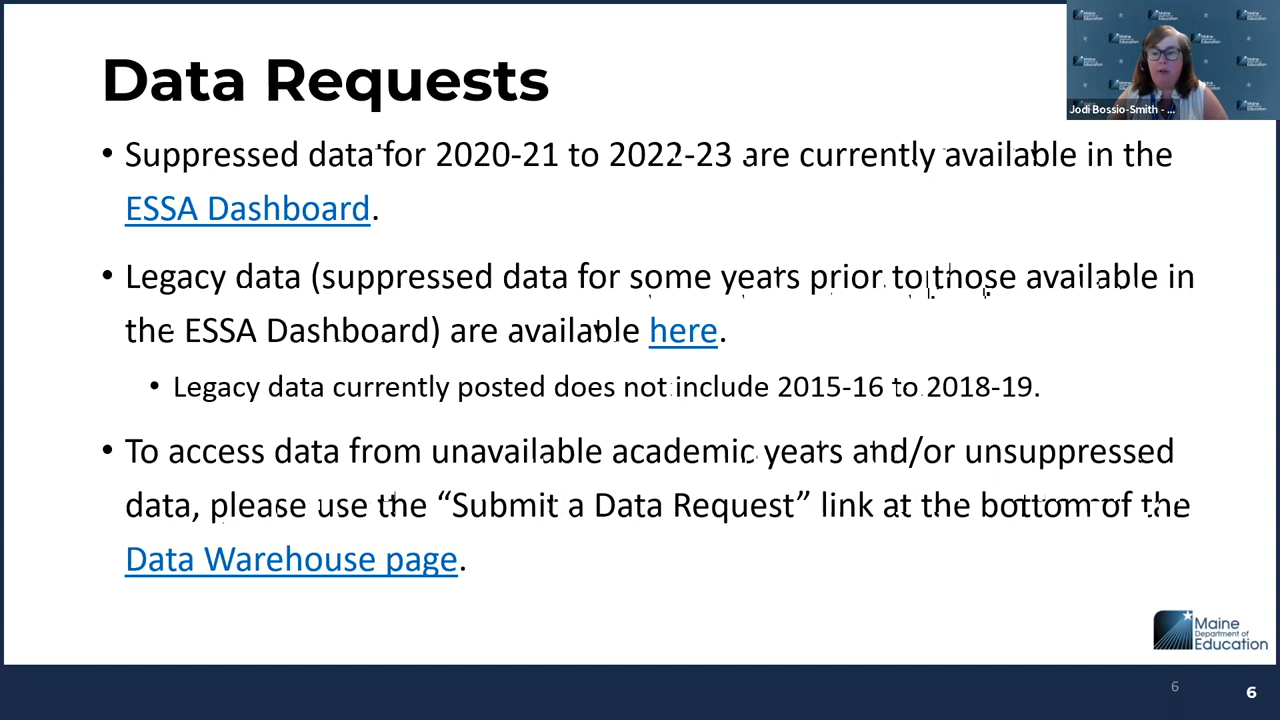 Data Requests
Jodi Bossio-Smith - ...
• Suppressed data for 2020-21 to 2022-23 are currently available in the
ESSA Dashboard.
• Legacy data (suppressed data for some years prior to those available in
the ESSA Dashboard) are available here.
• Legacy data currently posted does not include 2015-16 to 2018-19.
• To access data from unavailable academic years and/or unsuppressed
data, please use the “Submit a Data Request” link at the bottom of the
Data Warehouse page.
Maine
Department of
Education
6
6